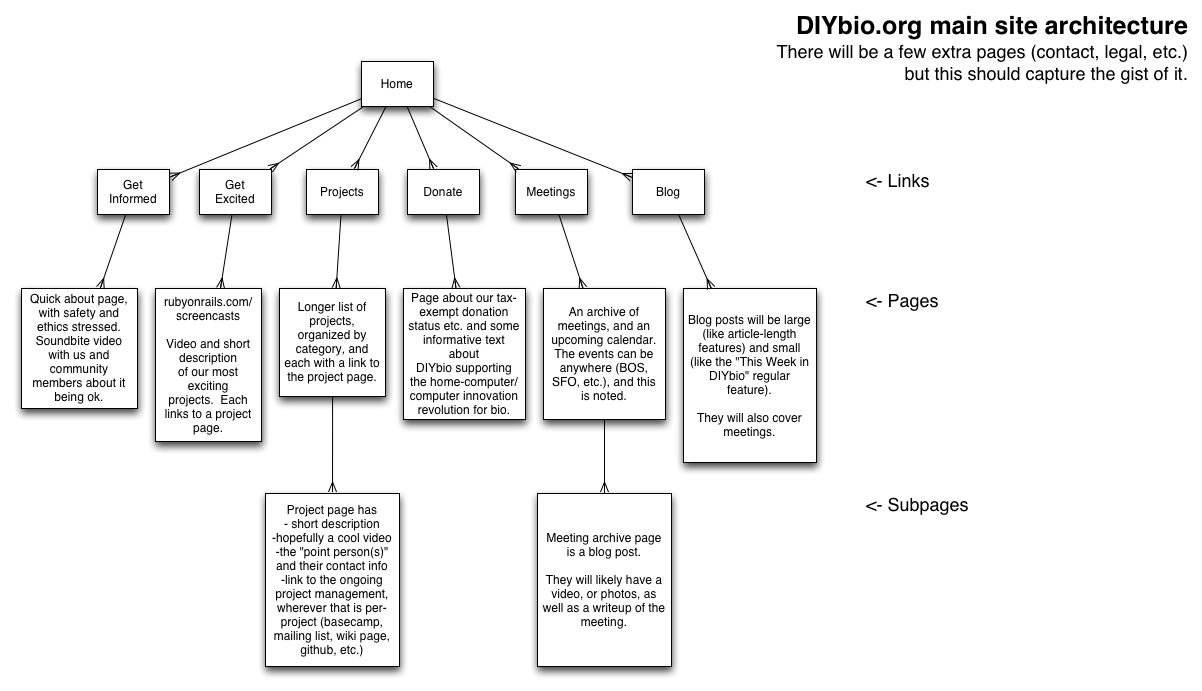 DIYbio.org main site architecture
There will be a few extra pages (contact, legal, etc.)
but this should capture the gist of it.
Home
Get
Informed
Get
Excited
Projects
Donate
Meetings
Blog
<- Links
Quick about page,
with safety and
ethics stressed.
Soundbite video
with us and
community
members about it
being ok.
rubyonrails.com/
screencasts
Video and short
description
of our most
exciting
projects.  Each
links to a project
page.
Longer list of
projects,
organized by
category, and
each with a link to
the project page.
Page about our tax-
exempt donation
status etc. and some
informative text
about
DIYbio supporting
the home-computer/
computer innovation
revolution for bio.
An archive of
meetings, and an
upcoming calendar.
The events can be
anywhere (BOS,
SFO, etc.), and this
is noted.
Blog posts will be large
(like article-length
features) and small
(like the "This Week in
DIYbio" regular
feature).
They will also cover
meetings.
<- Pages
Project page has
- short description
-hopefully a cool video
-the "point person(s)"
and their contact info
-link to the ongoing
project management,
wherever that is per-
project (basecamp,
mailing list, wiki page,
github, etc.)
Meeting archive page
is a blog post.
They will likely have a
video, or photos, as
well as a writeup of the
meeting.
<- Subpages